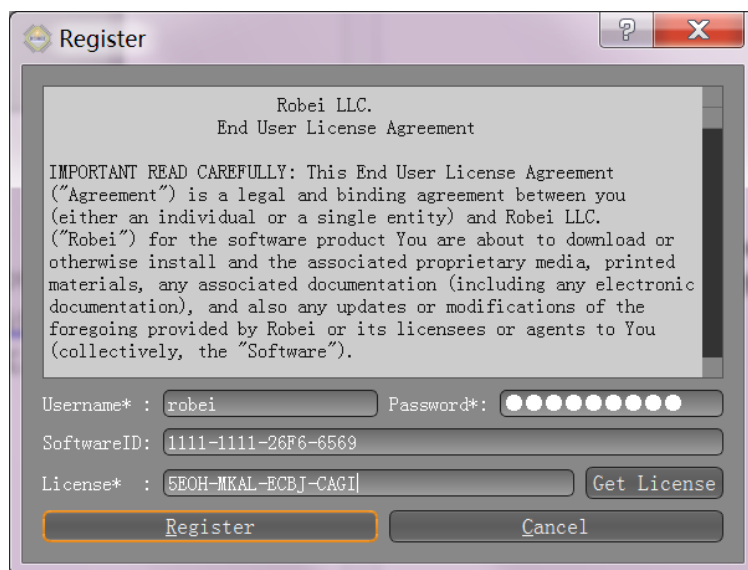 Register
Robei LLC.
End User License Agreement
IMPORTANT READ CAREFULLY: This End User License Agreement
("Agreement") is a legal and binding agreement between you
(either an individual or a single entity) and Robei LLC.
("Robei") for the software product You are about to download or
otherwise install and the associated proprietary media, printed
materials, any associated documentation (including any electronic
documentation), and also any updates or modifications of the
foregoing provided by Robei or its licensees or agents to You
(collectively, the "Software").
Username* : robei Password*: ●●●●●●●●●
SoftwareID: 1111-1111-26F6-6569
License* : 5EOH-MKAL-ECBJ-CAGI Get License
Register Cancel